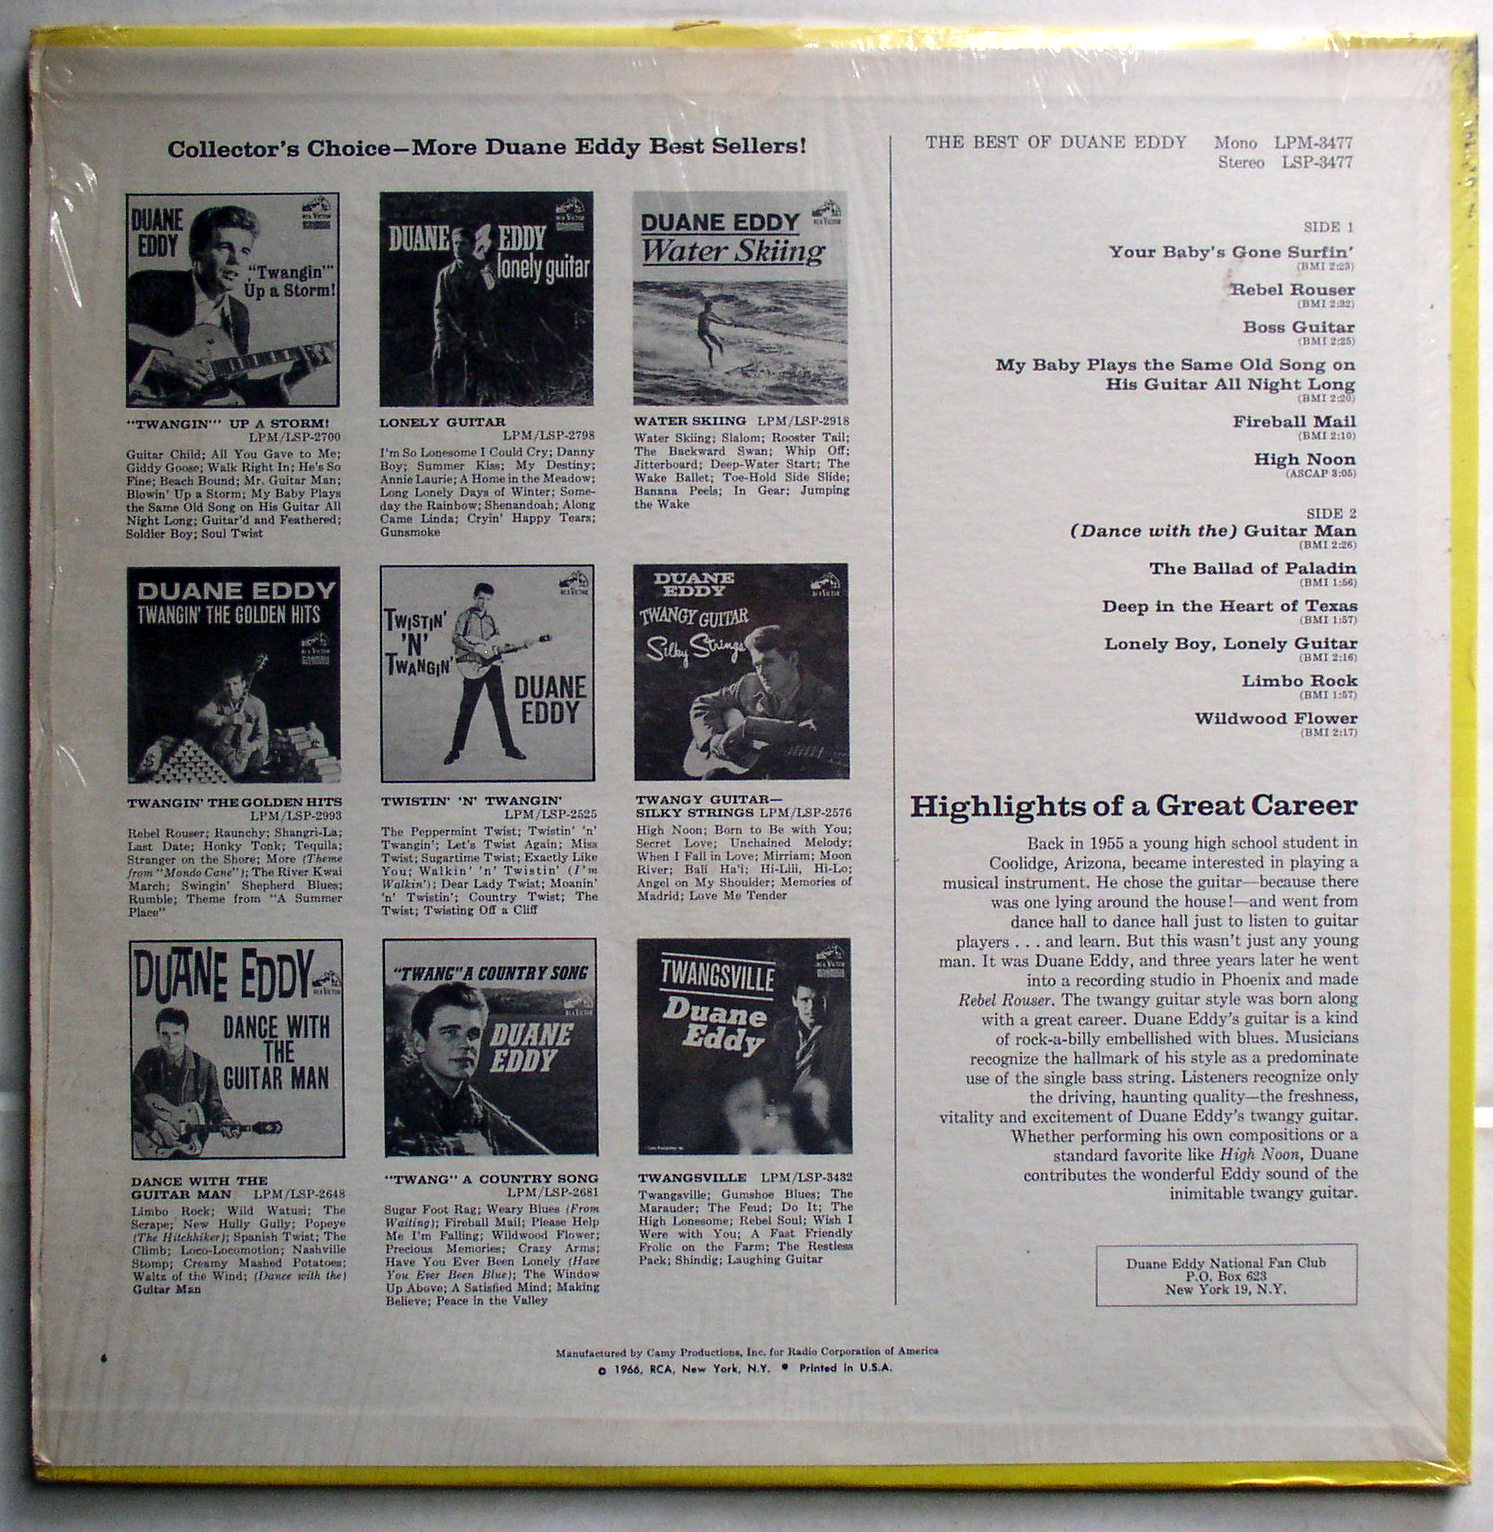 Collector's Choice—More Duane Eddy Best Sellers!
DUANE
EDDY
"Twangin'"
Up a Storm!
"TWANGIN'" UP A STORM!
LPM/LSP-2700
Guitar Child; All You Gave to Me;
Giddy Goose; Walk Right In; He's So
Fine; Beach Bound; Mr. Guitar Man;
Blowin' Up a Storm; My Baby Plays
the Same Old Song on His Guitar All
Night Long; Guitar'd and Feathered;
Soldier Boy; Soul Twist
DUANE EDDY
lonely guitar
LONELY GUITAR
LPM/LSP-2798
I'm So Lonesome I Could Cry; Danny
Boy; Summer Kiss; My Destiny;
Annie Laurie; A Home in the Meadow;
Long Lonely Days of Winter; Some-
day the Rainbow; Shenandoah; Along
Came Linda; Cryin' Happy Tears;
Gunsmoke
DUANE EDDY
Water Skiing
WATER SKIING LPM/LSP-2918
Water Skiing; Slalom; Rooster Tail;
The Backward Swan; Whip Off;
Jitterboard; Deep-Water Start; The
Wake Ballet; Toe-Hold Side Slide;
Banana Peels; In Gear; Jumping
the Wake
DUANE EDDY
TWANGIN' THE GOLDEN HITS
TWANGIN' THE GOLDEN HITS
LPM/LSP-2993
Rebel Rouser; Raunchy; Shangri-La;
Last Date; Honky Tonk; Tequila;
Stranger on the Shore; More (Theme
from "Mondo Cane"); The River Kwai
March; Swingin' Shepherd Blues;
Rumble; Theme from "A Summer
Place"
TWISTIN'
'N'
TWANGIN'
DUANE
EDDY
TWISTIN' 'N' TWANGIN'
LPM/LSP-2525
The Peppermint Twist; Twistin' 'n'
Twangin'; Let's Twist Again; Miss
Twist; Sugartime Twist; Exactly Like
You; Walkin' 'n' Twistin' (I'm
Walkin'); Dear Lady Twist; Moanin'
'n' Twistin'; Country Twist; The
Twist; Twisting Off a Cliff
DUANE
EDDY
TWANGY GUITAR
Silky Strings
TWANGY GUITAR—
SILKY STRINGS LPM/LSP-2576
High Noon; Born to Be with You;
Secret Love; Unchained Melody;
When I Fall in Love; Mirriam; Moon
River; Bali Ha'i; Hi-Lili, Hi-Lo;
Angel on My Shoulder; Memories of
Madrid; Love Me Tender
DUANE EDDY
DANCE WITH
THE
GUITAR MAN
DANCE WITH THE
GUITAR MAN LPM/LSP-2648
Limbo Rock; Wild Watusi; The
Scrape; New Hully Gully; Popeye
(The Hitchhiker); Spanish Twist; The
Climb; Loco-Locomotion; Nashville
Stomp; Creamy Mashed Potatoes;
Waltz of the Wind; (Dance with the)
Guitar Man
"TWANG" A COUNTRY SONG
DUANE
EDDY
"TWANG" A COUNTRY SONG
LPM/LSP-2681
Sugar Foot Rag; Weary Blues (From
Waiting); Fireball Mail; Please Help
Me I'm Falling; Wildwood Flower;
Precious Memories; Crazy Arms;
Have You Ever Been Lonely (Have
You Ever Been Blue); The Window
Up Above; A Satisfied Mind; Making
Believe; Peace in the Valley
TWANGSVILLE
Duane
Eddy
TWANGSVILLE LPM/LSP-3432
Twangsville; Gumshoe Blues; The
Marauder; The Feud; Do It; The
High Lonesome; Rebel Soul; Wish I
Were with You; A Fast Friendly
Frolic on the Farm; The Restless
Pack; Shindig; Laughing Guitar
THE BEST OF DUANE EDDY Mono LPM-3477
Stereo LSP-3477
SIDE 1
Your Baby's Gone Surfin'
(BMI 2:23)
Rebel Rouser
(BMI 2:32)
Boss Guitar
(BMI 2:25)
My Baby Plays the Same Old Song on
His Guitar All Night Long
(BMI 2:20)
Fireball Mail
(BMI 2:10)
High Noon
(ASCAP 3:05)
SIDE 2
(Dance with the) Guitar Man
(BMI 2:26)
The Ballad of Paladin
(BMI 1:56)
Deep in the Heart of Texas
(BMI 1:57)
Lonely Boy, Lonely Guitar
(BMI 2:16)
Limbo Rock
(BMI 1:57)
Wildwood Flower
(BMI 2:17)
Highlights of a Great Career
Back in 1955 a young high school student in
Coolidge, Arizona, became interested in playing a
musical instrument. He chose the guitar—because there
was one lying around the house!—and went from
dance hall to dance hall just to listen to guitar
players . . . and learn. But this wasn't just any young
man. It was Duane Eddy, and three years later he went
into a recording studio in Phoenix and made
Rebel Rouser. The twangy guitar style was born along
with a great career. Duane Eddy's guitar is a kind
of rock-a-billy embellished with blues. Musicians
recognize the hallmark of his style as a predominate
use of the single bass string. Listeners recognize only
the driving, haunting quality—the freshness,
vitality and excitement of Duane Eddy's twangy guitar.
Whether performing his own compositions or a
standard favorite like High Noon, Duane
contributes the wonderful Eddy sound of the
inimitable twangy guitar.
Duane Eddy National Fan Club
P.O. Box 623
New York 19, N.Y.
6
Manufactured by Camy Productions, Inc. for Radio Corporation of America
© 1966, RCA, New York, N.Y. • Printed in U.S.A.